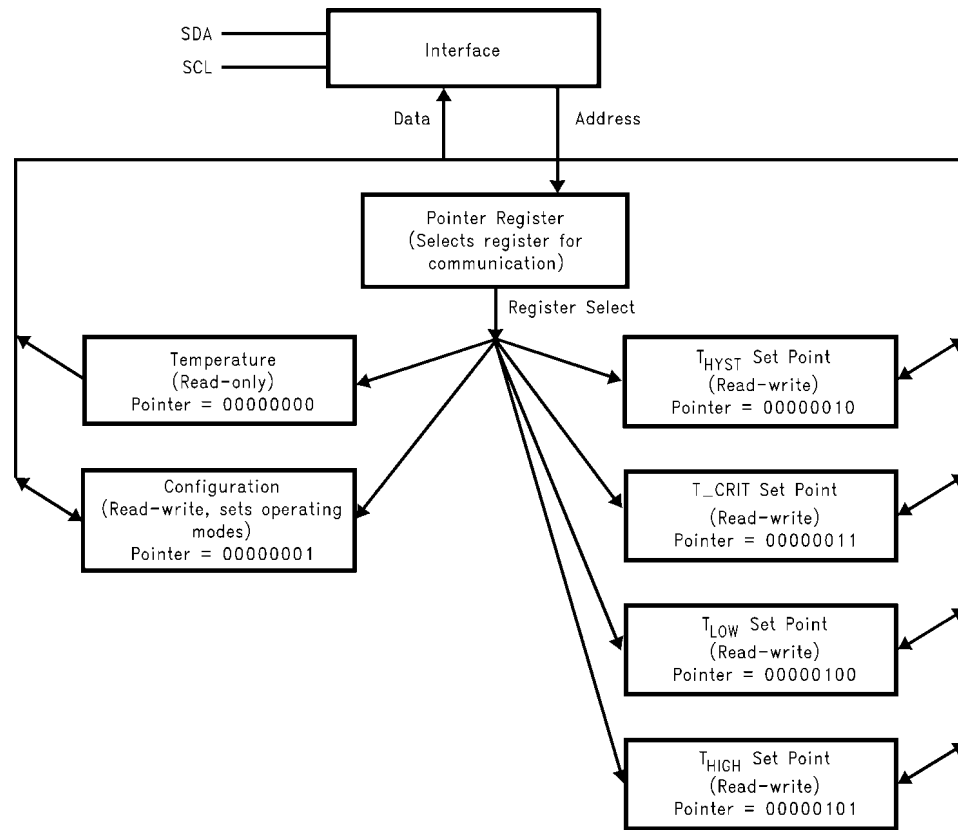 SDA
SCL
Interface
Data
Address
Pointer Register
(Selects register for
communication)
Register Select
Temperature
(Read-only)
Pointer = 00000000
Configuration
(Read-write, sets operating
modes)
Pointer = 00000001
THYST Set Point
(Read-write)
Pointer = 00000010
T_CRIT Set Point
(Read-write)
Pointer = 00000011
TLOW Set Point
(Read-write)
Pointer = 00000100
THIGH Set Point
(Read-write)
Pointer = 00000101